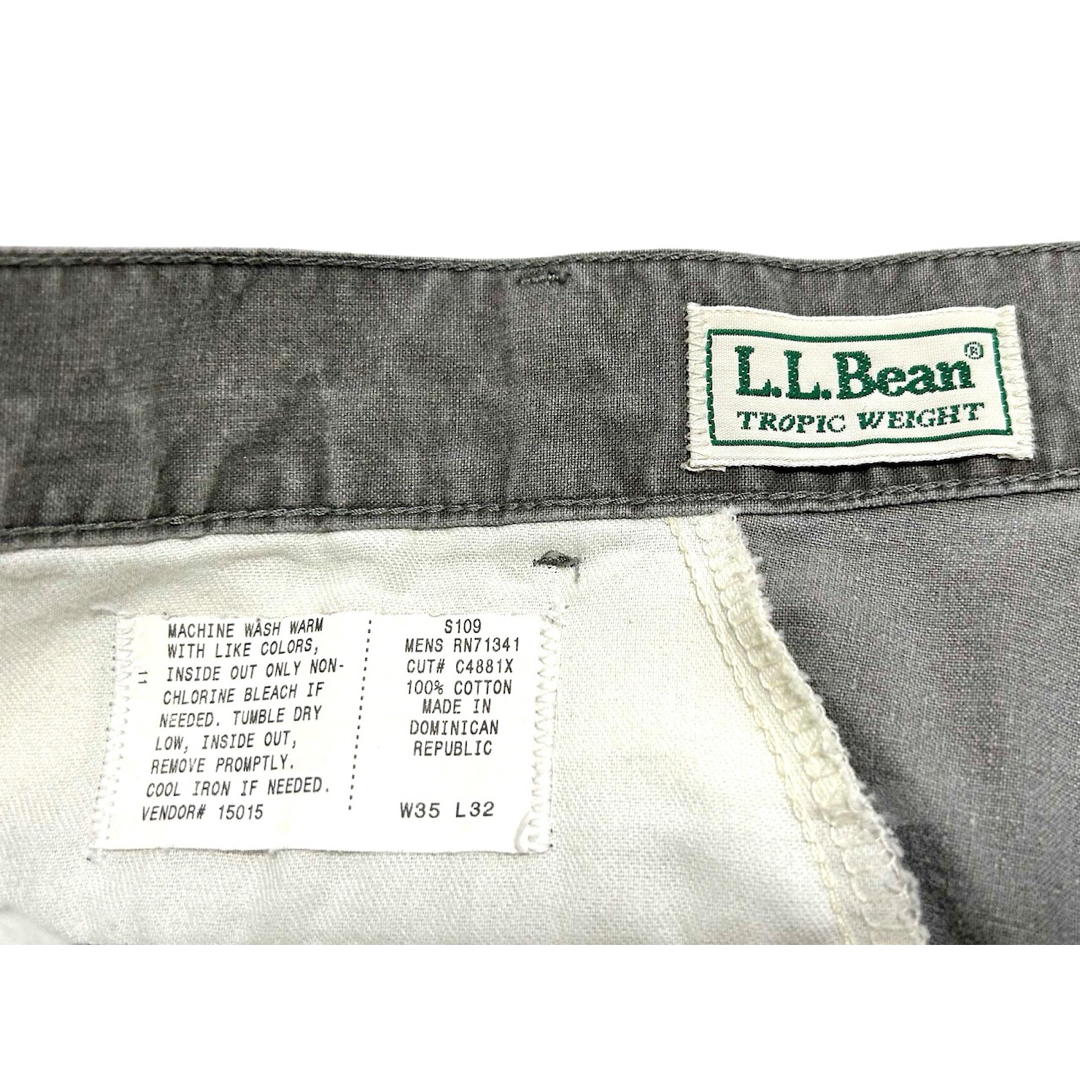 L.L.Bean®
TROPIC WEIGHT
MACHINE WASH WARM
WITH LIKE COLORS,
INSIDE OUT ONLY NON-
CHLORINE BLEACH IF
NEEDED. TUMBLE DRY
LOW, INSIDE OUT,
REMOVE PROMPTLY.
COOL IRON IF NEEDED.
VENDOR# 15015
11
S109
MENS RN71341
CUT# C4881X
100% COTTON
MADE IN
DOMINICAN
REPUBLIC
W35 L32